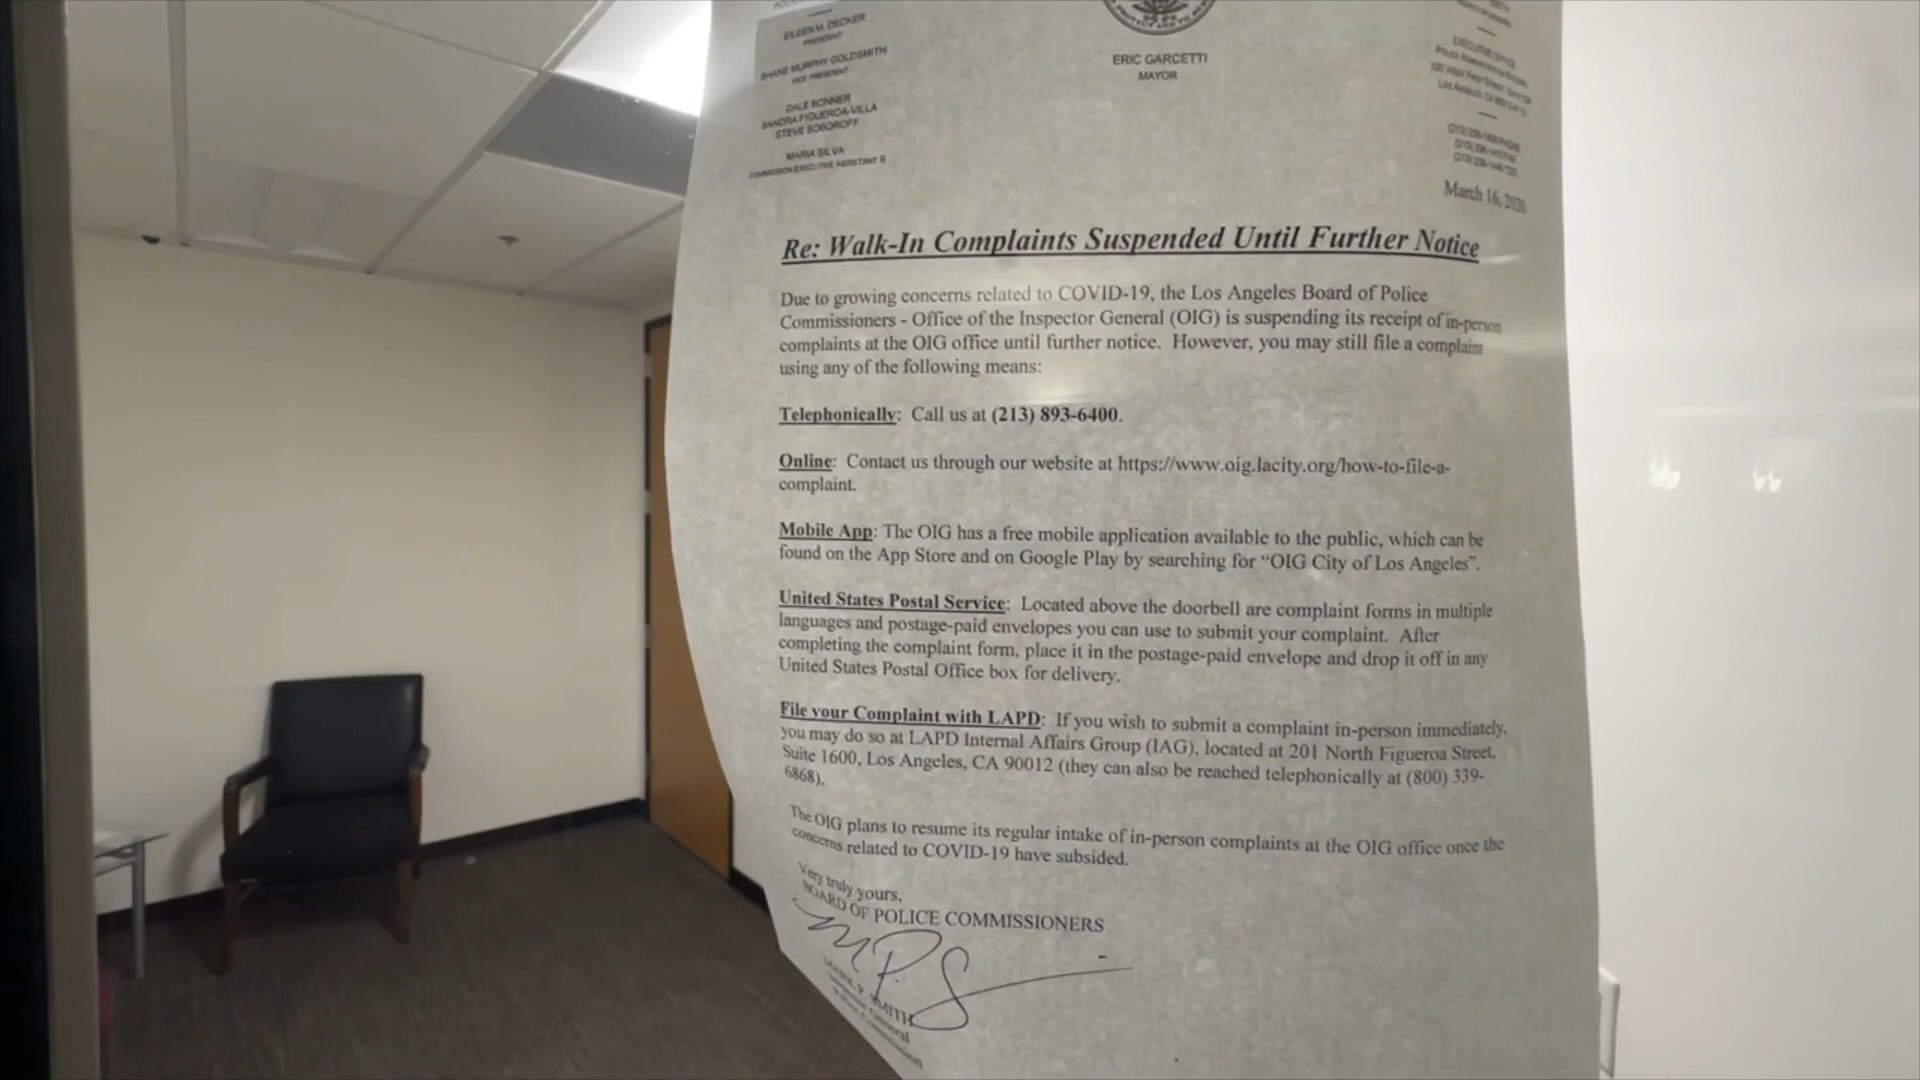 EILEEN M. DECKER
PRESIDENT
SHANE MURPHY GOLDSMITH
VICE PRESIDENT
DALE BONNER
SANDRA FIGUEROA-VILLA
STEVE SOBOROFF
MARIA SILVA
COMMISSION EXECUTIVE ASSISTANT II
ERIC GARCETTI
MAYOR
EXECUTIVE OFFICE
March 16, 2020
Re: Walk-In Complaints Suspended Until Further Notice
Due to growing concerns related to COVID-19, the Los Angeles Board of Police
Commissioners - Office of the Inspector General (OIG) is suspending its receipt of in-person
complaints at the OIG office until further notice. However, you may still file a complaint
using any of the following means:
Telephonically: Call us at (213) 893-6400.
Online: Contact us through our website at https://www.oig.lacity.org/how-to-file-a-
complaint.
Mobile App: The OIG has a free mobile application available to the public, which can be
found on the App Store and on Google Play by searching for “OIG City of Los Angeles”.
United States Postal Service: Located above the doorbell are complaint forms in multiple
languages and postage-paid envelopes you can use to submit your complaint. After
completing the complaint form, place it in the postage-paid envelope and drop it off in any
United States Postal Office box for delivery.
File your Complaint with LAPD: If you wish to submit a complaint in-person immediately,
you may do so at LAPD Internal Affairs Group (IAG), located at 201 North Figueroa Street,
Suite 1600, Los Angeles, CA 90012 (they can also be reached telephonically at (800) 339-
6868).
The OIG plans to resume its regular intake of in-person complaints at the OIG office once the
concerns related to COVID-19 have subsided.
Very truly yours,
BOARD OF POLICE COMMISSIONERS
MARK P. SMITH
Inspector General
Police Commission